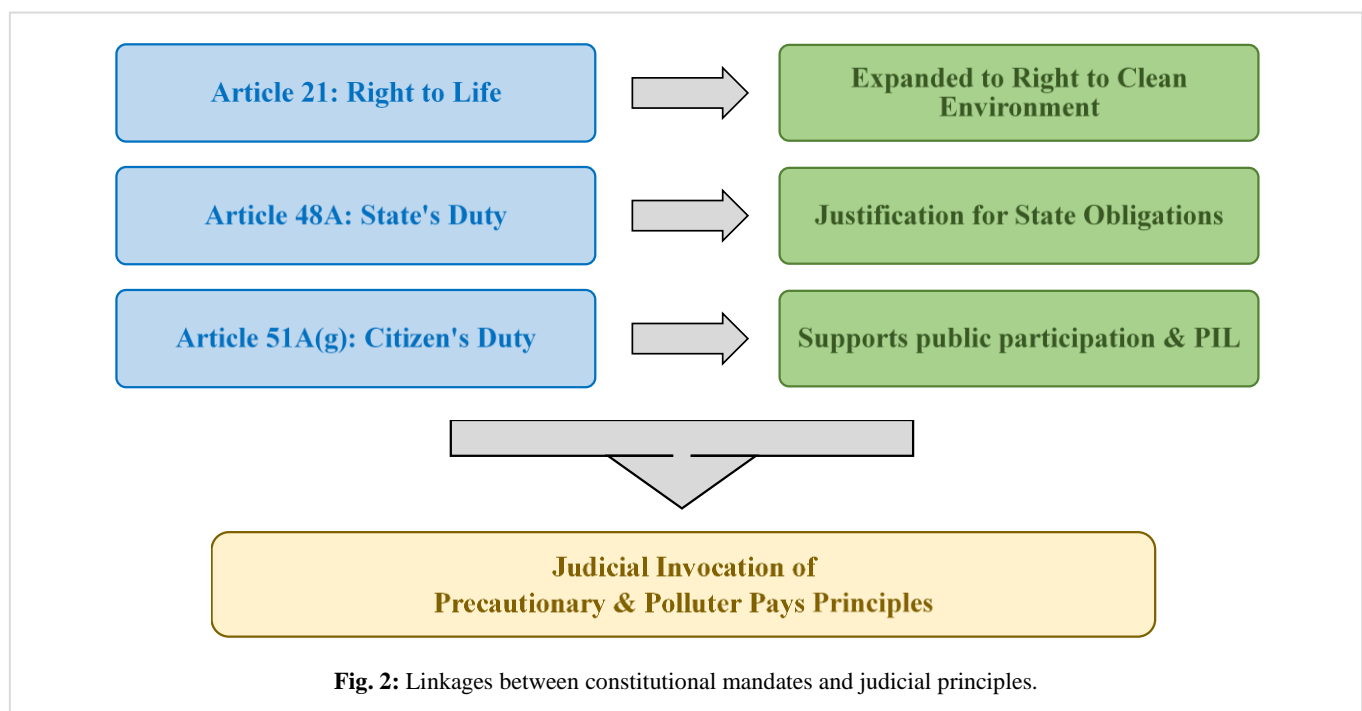 Article 21: Right to Life
Expanded to Right to Clean
Environment
Article 48A: State's Duty
Justification for State Obligations
Article 51A(g): Citizen's Duty
Supports public participation & PIL
Judicial Invocation of
Precautionary & Polluter Pays Principles
Fig. 2: Linkages between constitutional mandates and judicial principles.